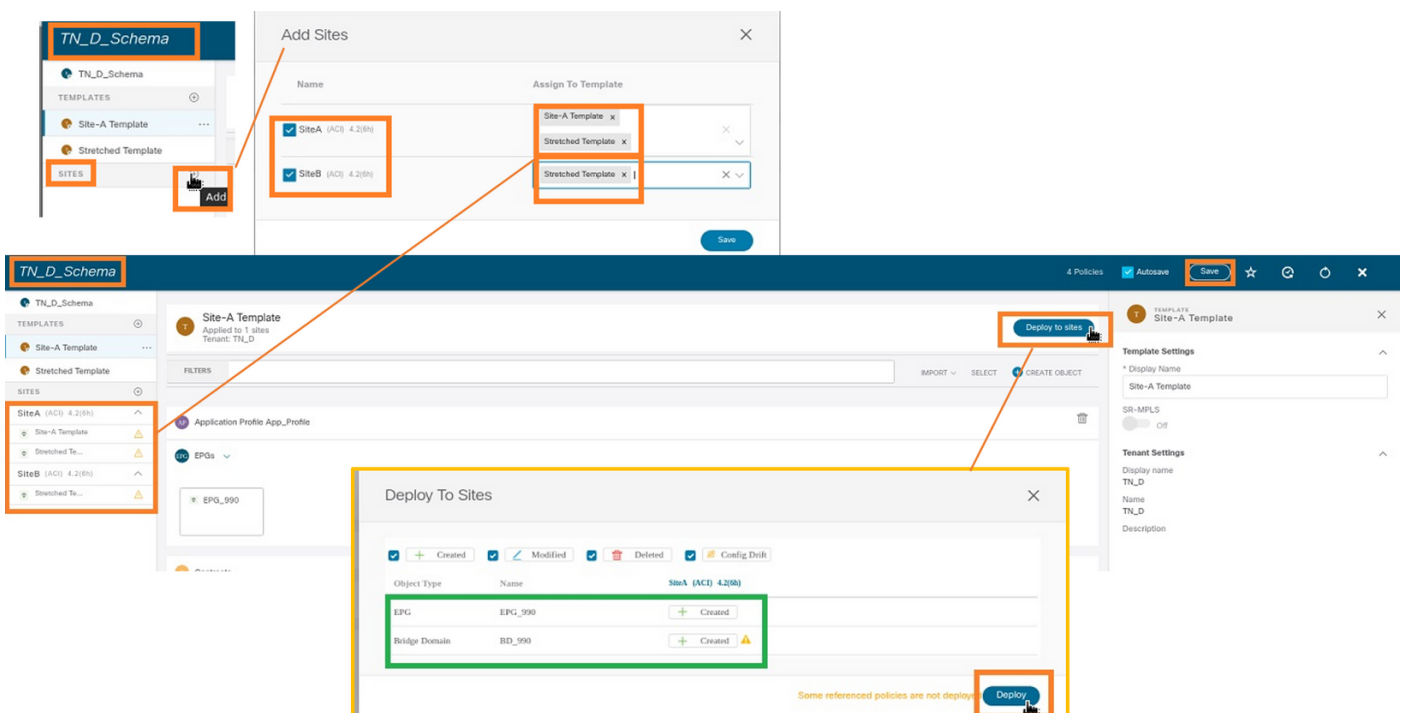 TN_D_Schema
TN_D_Schema
TEMPLATES
Site-A Template
Stretched Template
SITES
Add
Add Sites
Name Assign To Template
SiteA (ACI) 4.2(6h) Site-A Template x
Stretched Template x
SiteB (ACI) 4.2(6h) Stretched Template x
Save
TN_D_Schema 4 Policies Autosave Save
TN_D_Schema
TEMPLATES
Site-A Template
Stretched Template
SITES
SiteA (ACI) 4.2(6h)
Site-A Template
Stretched Te...
SiteB (ACI) 4.2(6h)
Stretched Te...
T Site-A Template
Applied to 1 sites
Tenant: TN_D
Deploy to sites
FILTERS
IMPORT SELECT CREATE OBJECT
AP Application Profile App_Profile
EPG EPGs
EPG_990
T TEMPLATE
Site-A Template
Template Settings
* Display Name
Site-A Template
SR-MPLS
Off
Tenant Settings
Display name
TN_D
Name
TN_D
Description
Deploy To Sites
Created Modified Deleted Config Drift
Object Type Name SiteA (ACI) 4.2(6h)
EPG EPG_990 Created
Bridge Domain BD_990 Created
Some referenced policies are not deploye
Deploy